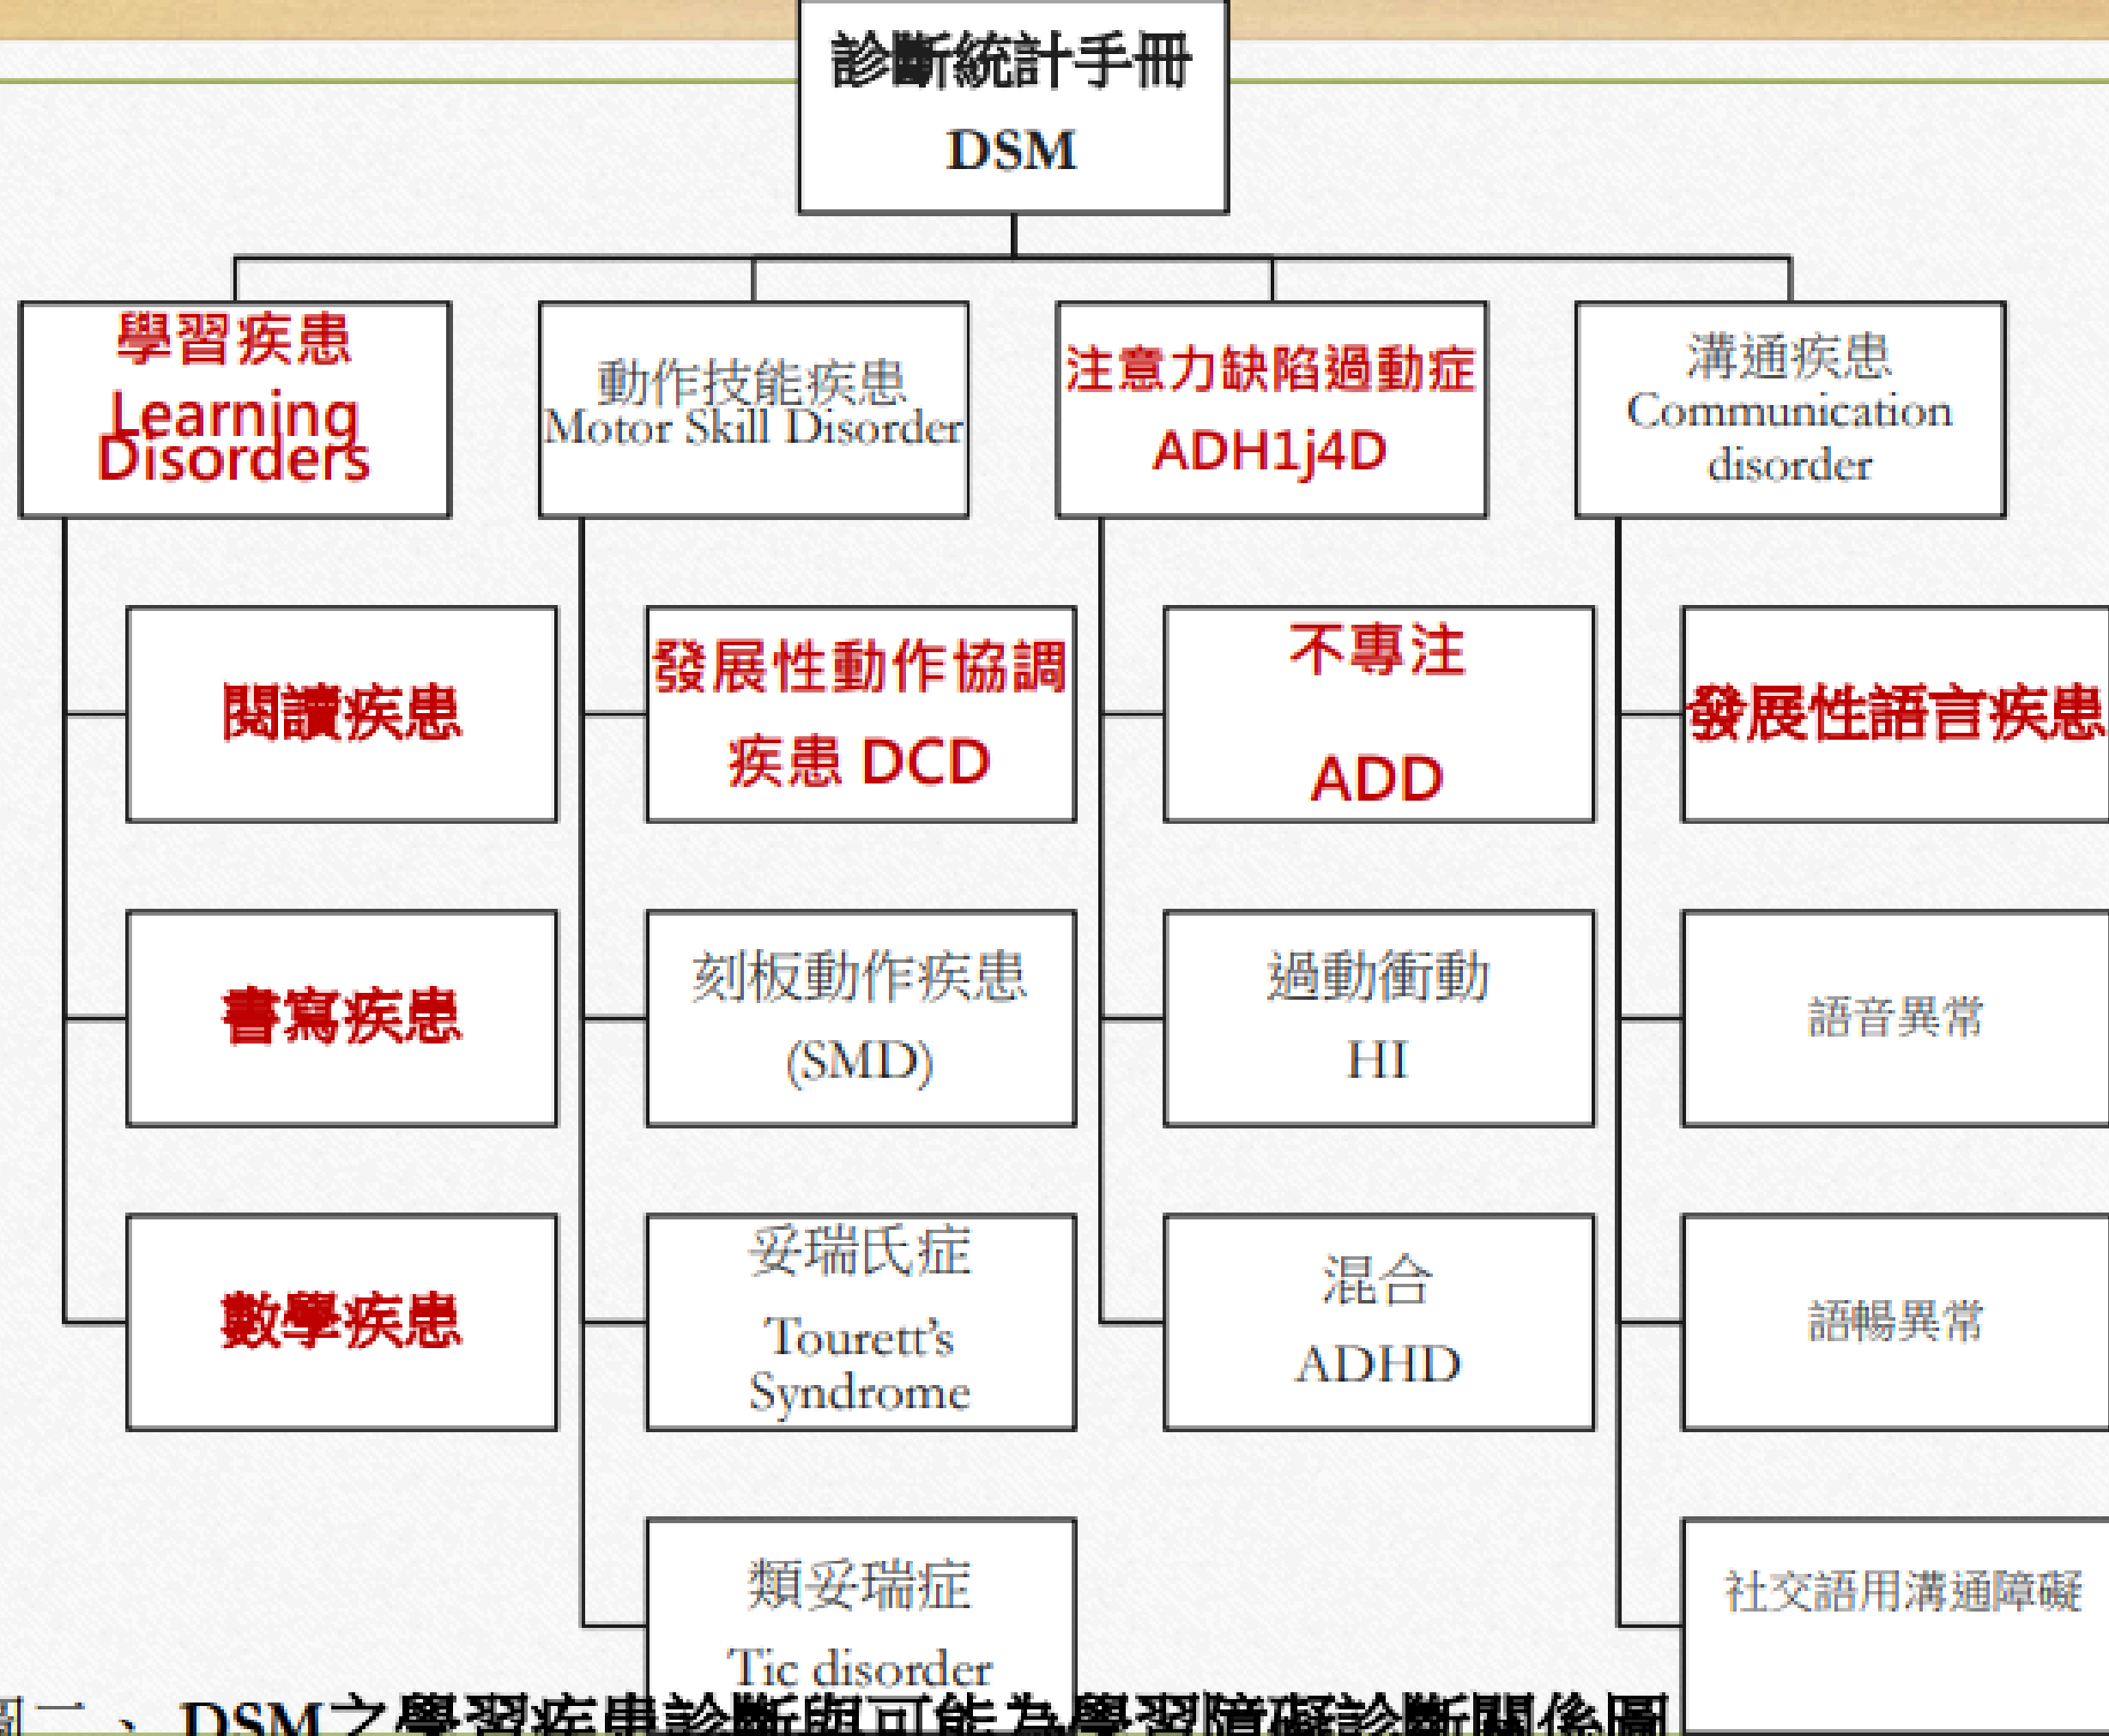 診斷統計手冊
DSM
學習疾患
Learning
Disorders
動作技能疾患
Motor Skill Disorder
注意力缺陷過動症
ADH1j4D
溝通疾患
Communication
disorder
閱讀疾患
書寫疾患
數學疾患
發展性動作協調
疾患 DCD
刻板動作疾患
(SMD)
妥瑞氏症
Tourett’s
Syndrome
類妥瑞症
Tic disorder
不專注
ADD
過動衝動
HI
混合
ADHD
發展性語言疾患
語音異常
語暢異常
社交語用溝通障礙
DSM之學習疾患診斷與可能為學習障礙診斷關係圖